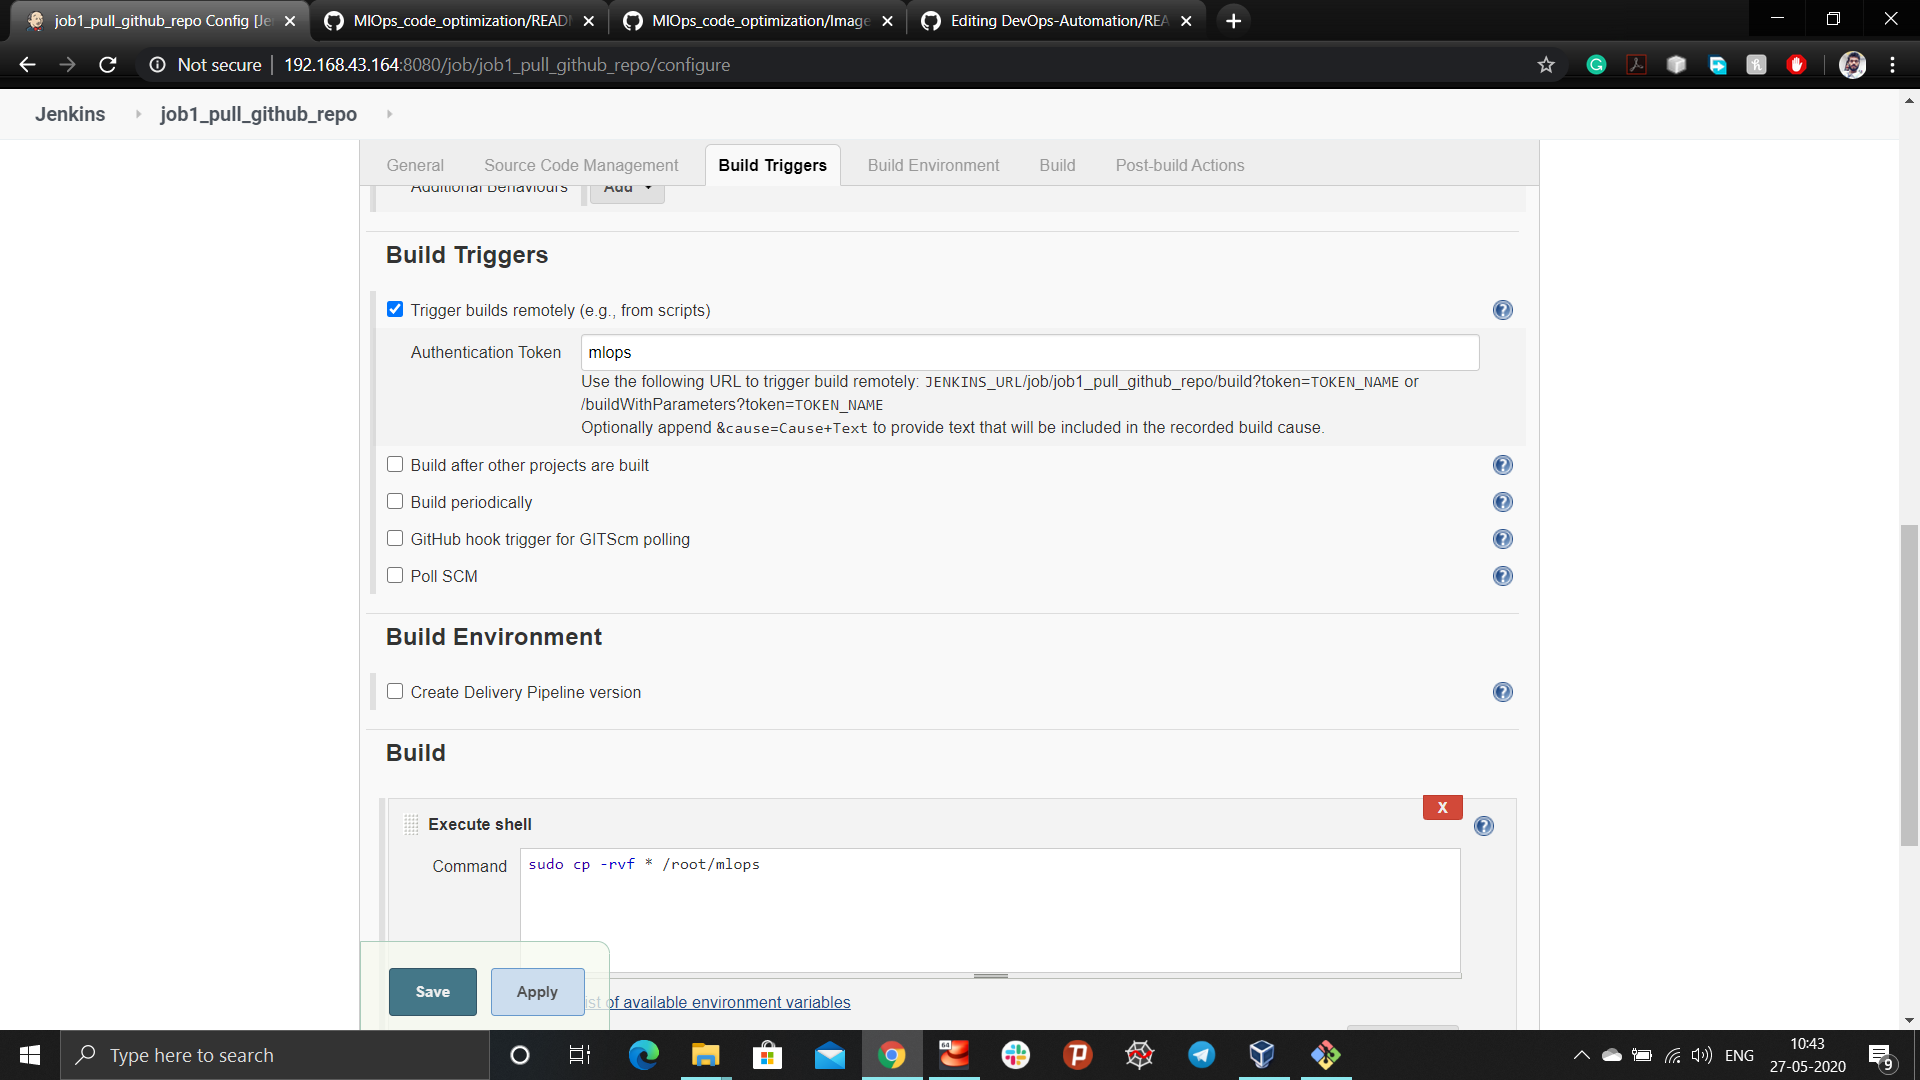 job1_pull_github_repo Config [Je
MlOps_code_optimization/READ
MlOps_code_optimization/Image
Editing DevOps-Automation/REA
Not secure
192.168.43.164:8080/job/job1_pull_github_repo/configure
Jenkins
job1_pull_github_repo
General
Source Code Management
Build Triggers
Build Environment
Build
Post-build Actions
Additional Behaviours
Add
Build Triggers
Trigger builds remotely (e.g., from scripts)
Authentication Token
mlops
Use the following URL to trigger build remotely: JENKINS_URL/job/job1_pull_github_repo/build?token=TOKEN_NAME or
/buildWithParameters?token=TOKEN_NAME
Optionally append &cause=Cause+Text to provide text that will be included in the recorded build cause.
Build after other projects are built
Build periodically
GitHub hook trigger for GITScm polling
Poll SCM
Build Environment
Create Delivery Pipeline version
Build
X
Execute shell
Command
sudo cp -rvf * /root/mlops
Save
Apply
ist of available environment variables
Type here to search
64
ENG
10:43
27-05-2020
9